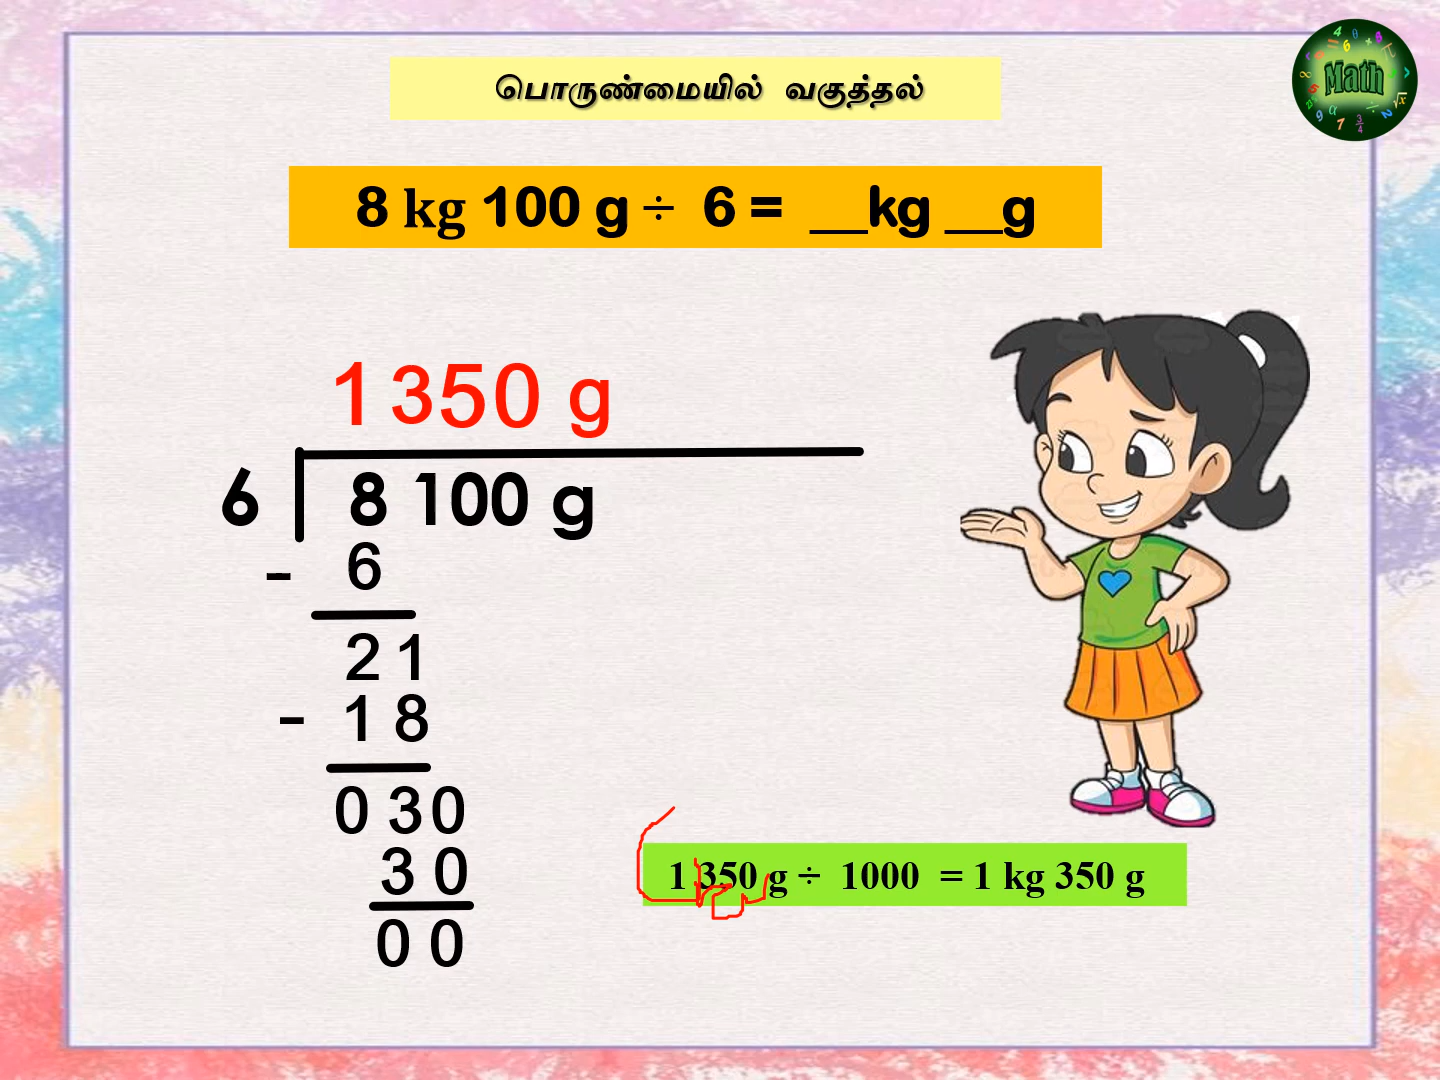 பொருண்மையில் வகுத்தல்
Math
8 kg 100 g ÷ 6 = __kg __g
1 350 g
6 8 100 g
- 6
2 1
- 1 8
0 3 0
3 0
0 0
1 350 g ÷ 1000 = 1 kg 350 g